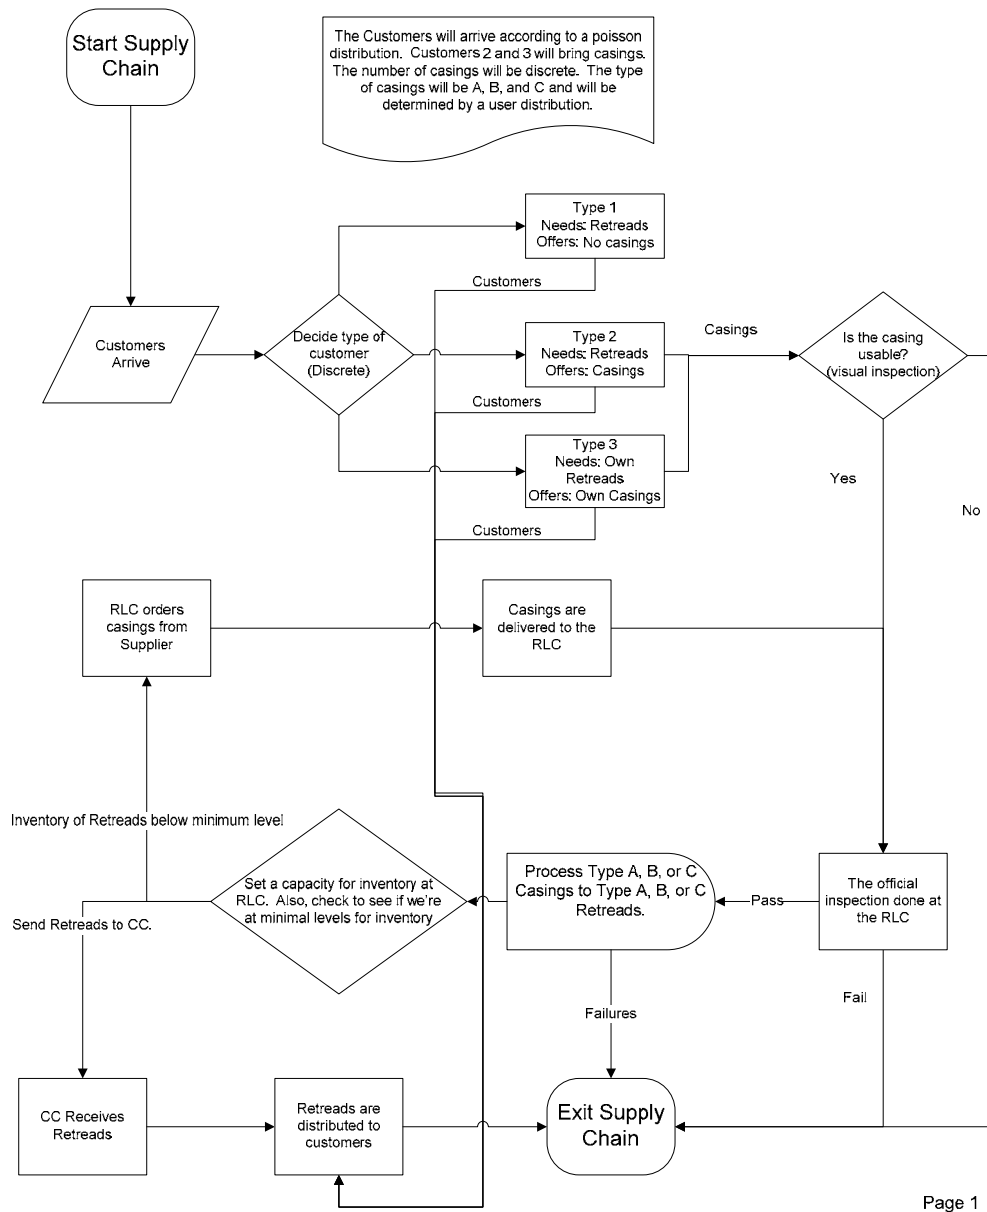 Start Supply
Chain
The Customers will arrive according to a poisson
distribution. Customers 2 and 3 will bring casings.
The number of casings will be discrete. The type
of casings will be A, B, and C and will be
determined by a user distribution.
Type 1
Needs: Retreads
Offers: No casings
Customers
Customers
Arrive
Decide type of
customer
(Discrete)
Type 2
Needs: Retreads
Offers: Casings
Customers
Casings
Is the casing
usable?
(visual inspection)
Type 3
Needs: Own
Retreads
Offers: Own Casings
Customers
Yes
No
RLC orders
casings from
Supplier
Casings are
delivered to the
RLC
Inventory of Retreads below minimum level
Set a capacity for inventory at
RLC. Also, check to see if we're
at minimal levels for inventory
Process Type A, B, or C
Casings to Type A, B, or C
Retreads.
Pass
The official
inspection done at
the RLC
Send Retreads to CC.
Failures
Fail
CC Receives
Retreads
Retreads are
distributed to
customers
Exit Supply
Chain
Page 1